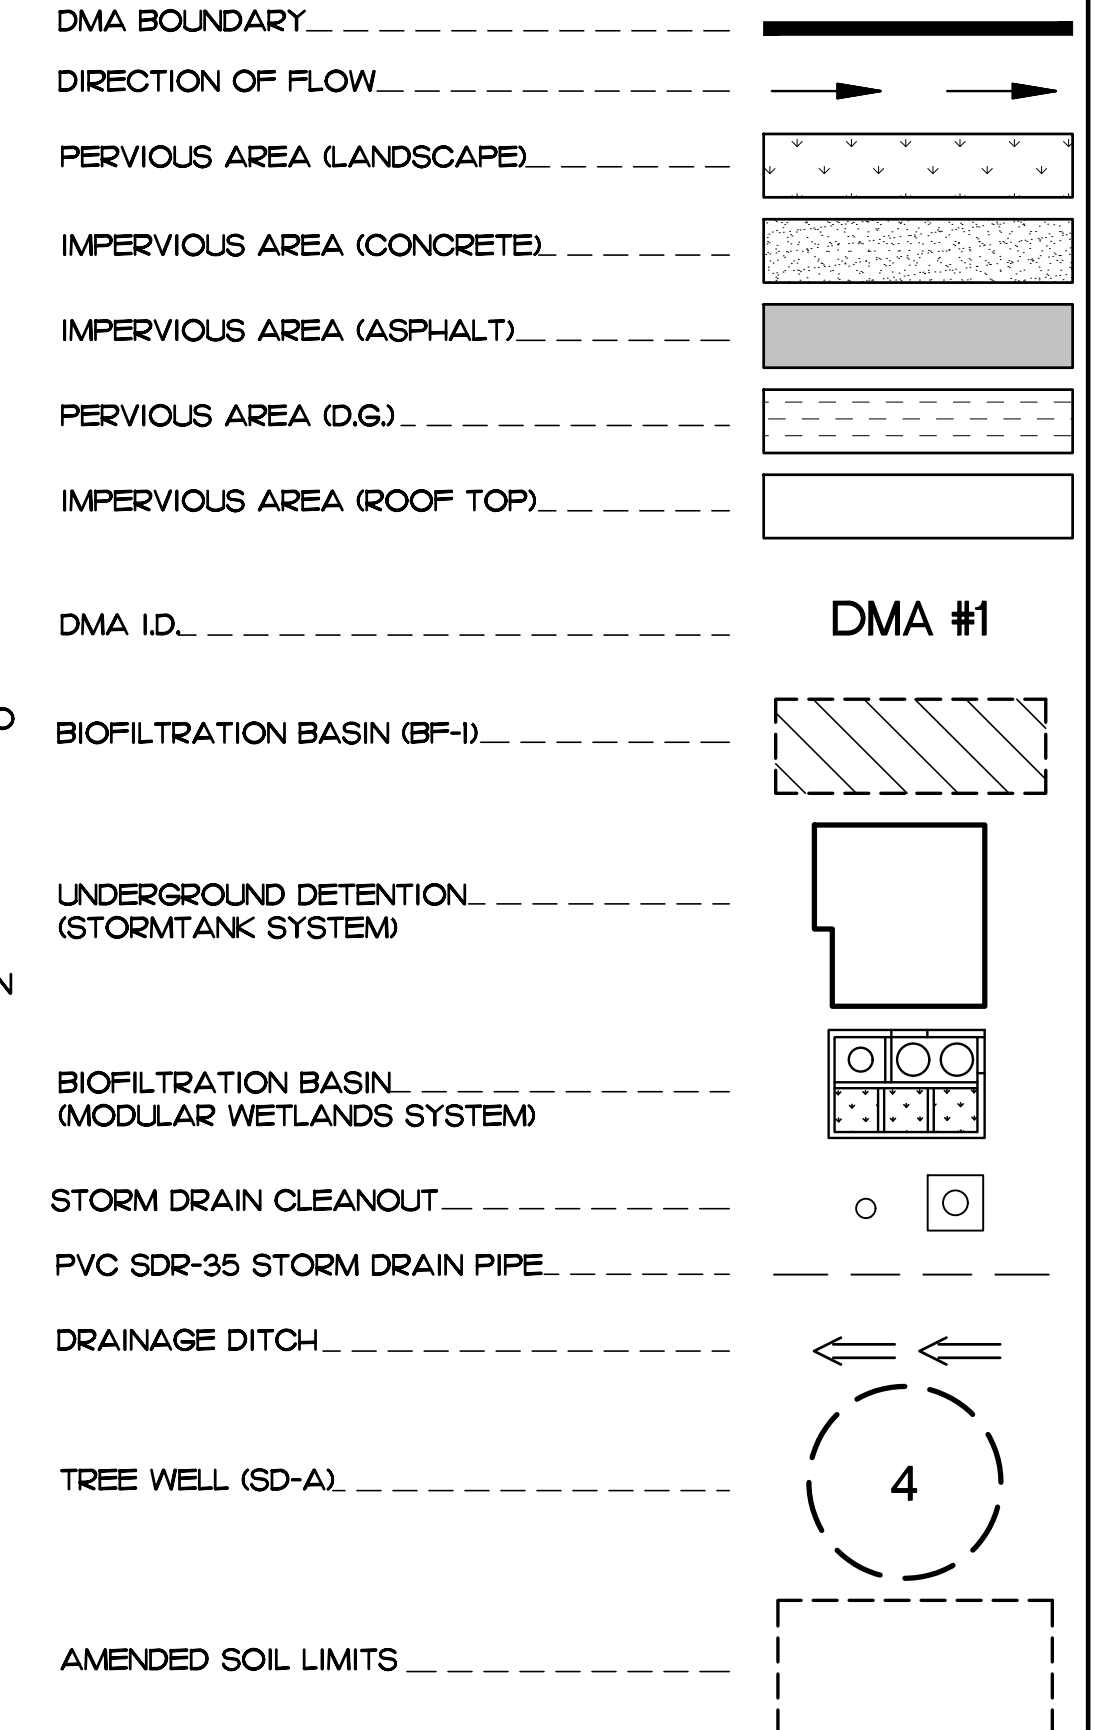 DMA BOUNDARY
DIRECTION OF FLOW
PERVIOUS AREA (LANDSCAPE)
IMPERVIOUS AREA (CONCRETE)
IMPERVIOUS AREA (ASPHALT)
PERVIOUS AREA (D.G.)
IMPERVIOUS AREA (ROOF TOP)
DMA I.D. DMA #1
O
BIOFILTRATION BASIN (BF-1)
UNDERGROUND DETENTION
(STORMTANK SYSTEM)
N
BIOFILTRATION BASIN
(MODULAR WETLANDS SYSTEM)
STORM DRAIN CLEANOUT
PVC SDR-35 STORM DRAIN PIPE
DRAINAGE DITCH
TREE WELL (SD-A) 4
AMENDED SOIL LIMITS